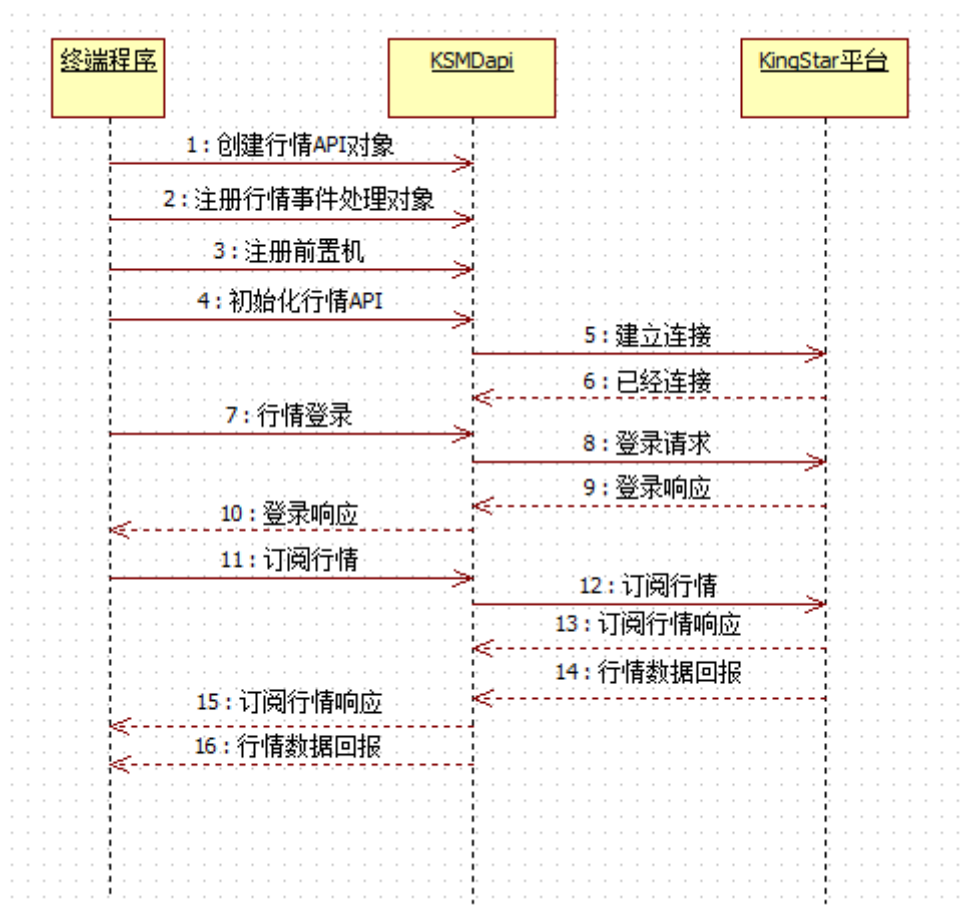 终端程序
KSMDapi
KingStar平台
1 : 创建行情API对象
2 : 注册行情事件处理对象
3 : 注册前置机
4 : 初始化行情API
5 : 建立连接
6 : 已经连接
7 : 行情登录
8 : 登录请求
9 : 登录响应
10 : 登录响应
11 : 订阅行情
12 : 订阅行情
13 : 订阅行情响应
14 : 行情数据回报
15 : 订阅行情响应
16 : 行情数据回报